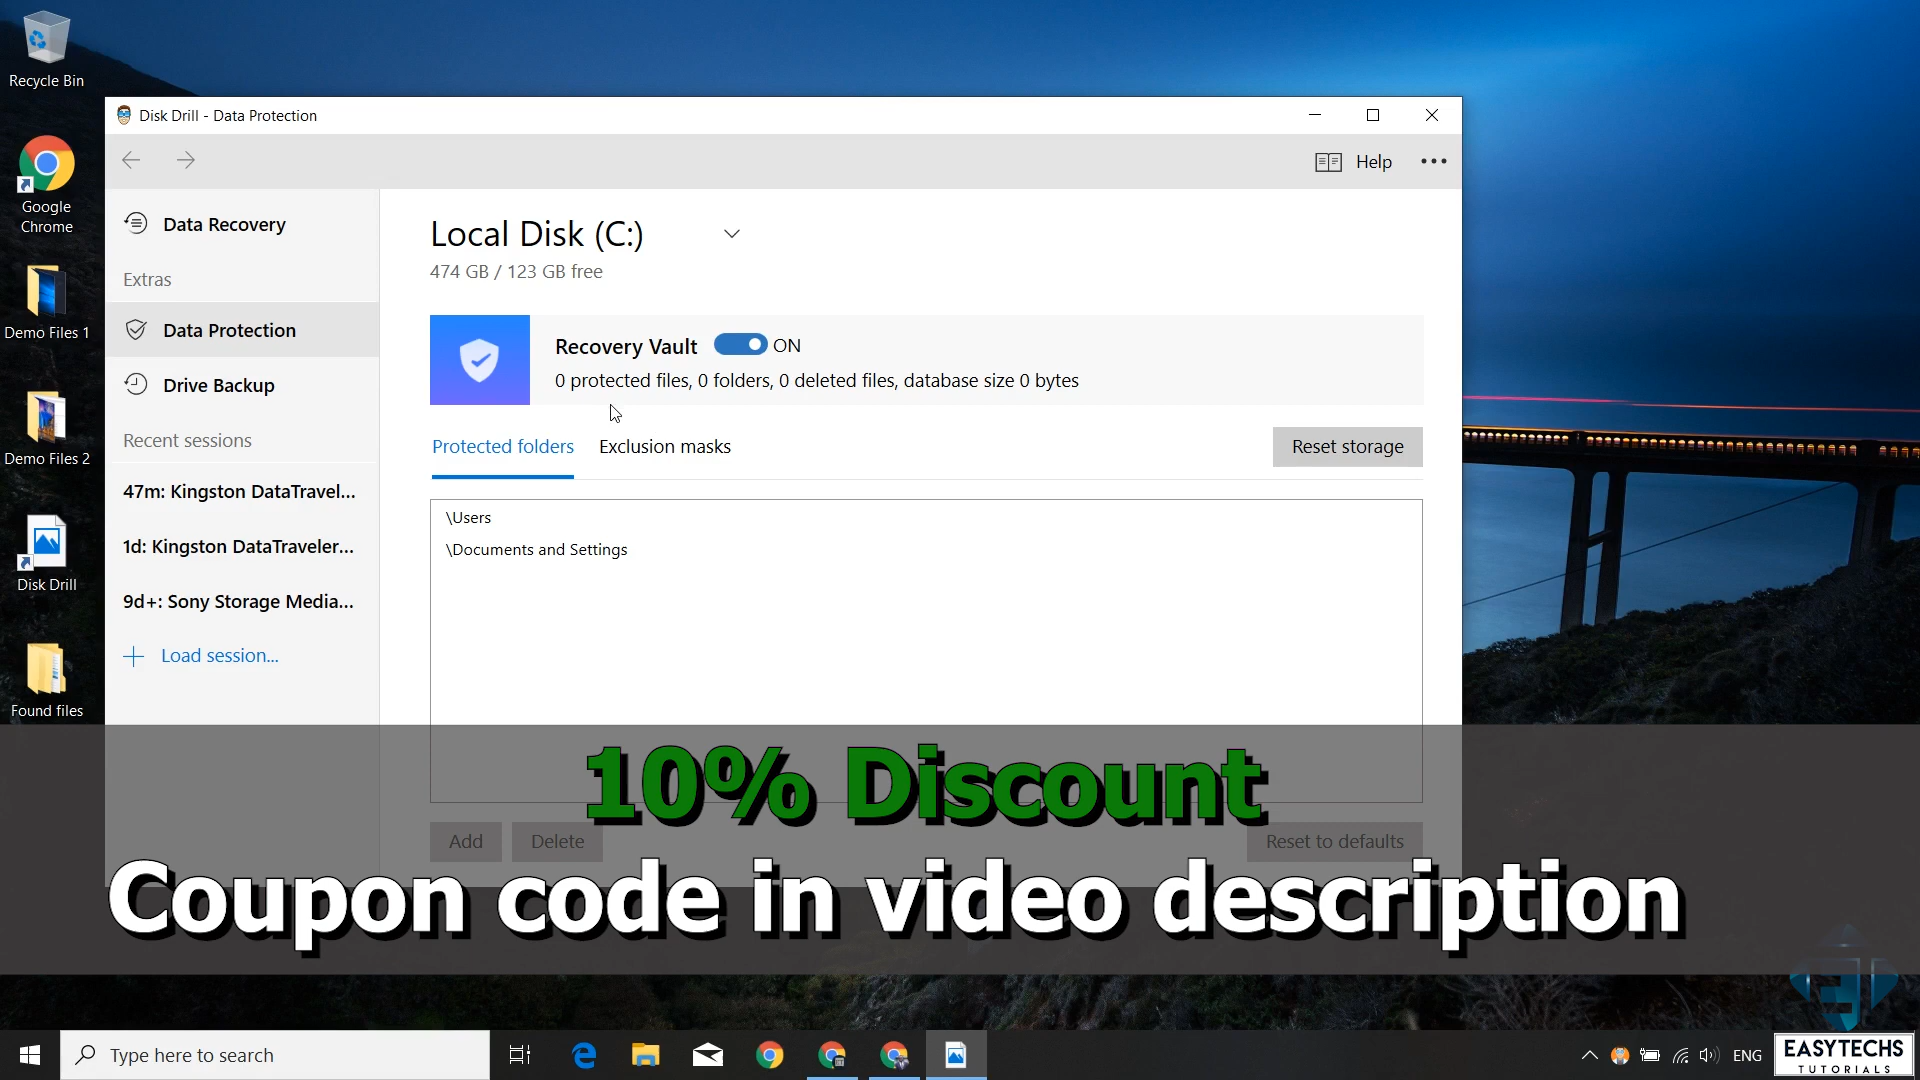 Recycle Bin
Google
Chrome
Demo Files 1
Demo Files 2
Disk Drill
Found files
Disk Drill - Data Protection
Help
Data Recovery
Extras
Data Protection
Drive Backup
Recent sessions
47m: Kingston DataTravel...
1d: Kingston DataTraveler...
9d+: Sony Storage Media...
Load session...
Local Disk (C:)
474 GB / 123 GB free
Recovery Vault ON
0 protected files, 0 folders, 0 deleted files, database size 0 bytes
Protected folders Exclusion masks Reset storage
\Users
\Documents and Settings
10% Discount
Add Delete Reset to defaults
Coupon code in video description
Type here to search
ENG
EASYTECHS
TUTORIALS